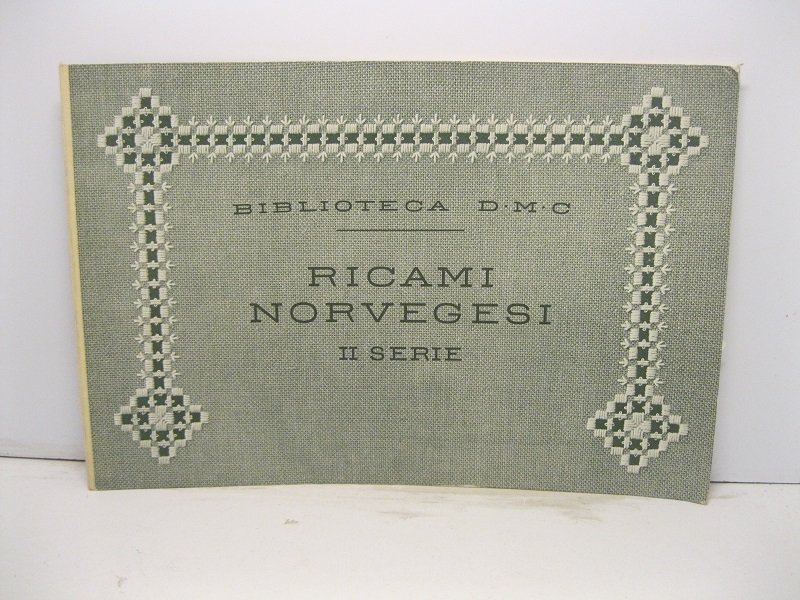 BIBLIOTECA D·M·C
RICAMI
NORVEGESI
II SERIE